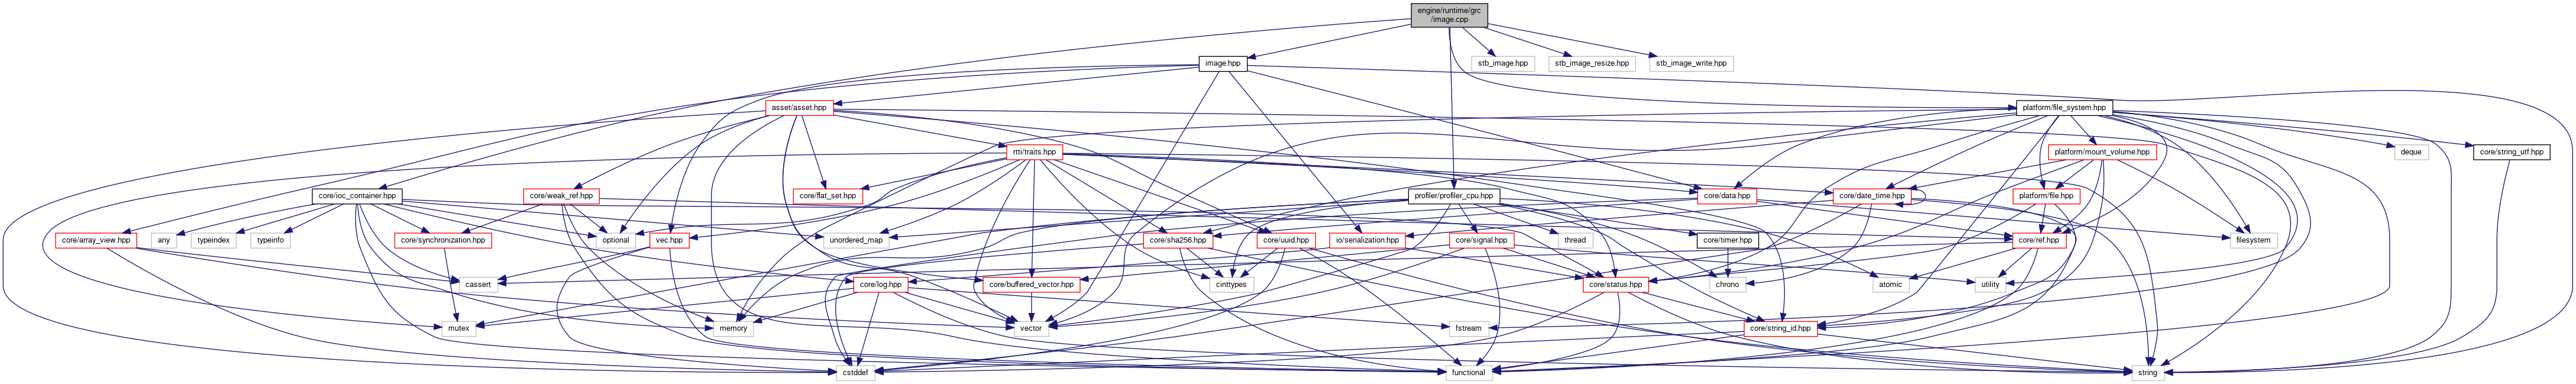 engine/runtime/grc
/image.cpp
image.hpp
stb_image.hpp
stb_image_resize.hpp
stb_image_write.hpp
asset/asset.hpp
platform/file_system.hpp
rtti/traits.hpp
platform/mount_volume.hpp
deque
core/string_utf.hpp
core/ioc_container.hpp
core/weak_ref.hpp
core/flat_set.hpp
profiler/profiler_cpu.hpp
core/data.hpp
core/date_time.hpp
platform/file.hpp
core/array_view.hpp
any
typeindex
typeinfo
core/synchronization.hpp
optional
vec.hpp
unordered_map
core/sha256.hpp
core/uuid.hpp
io/serialization.hpp
core/signal.hpp
thread
core/timer.hpp
core/ref.hpp
filesystem
cassert
core/log.hpp
core/buffered_vector.hpp
cinttypes
core/status.hpp
chrono
atomic
utility
mutex
memory
vector
fstream
core/string_id.hpp
cstddef
functional
string